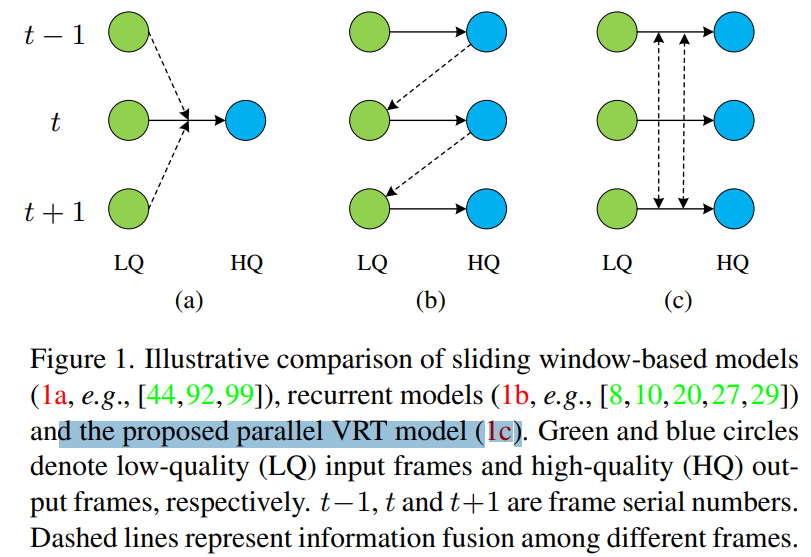 t − 1
t
t + 1
LQ HQ LQ HQ LQ HQ
(a) (b) (c)
Figure 1. Illustrative comparison of sliding window-based models
(1a, e.g., [44,92,99]), recurrent models (1b, e.g., [8,10,20,27,29])
and the proposed parallel VRT model (1c). Green and blue circles
denote low-quality (LQ) input frames and high-quality (HQ) out-
put frames, respectively. t−1, t and t+1 are frame serial numbers.
Dashed lines represent information fusion among different frames.